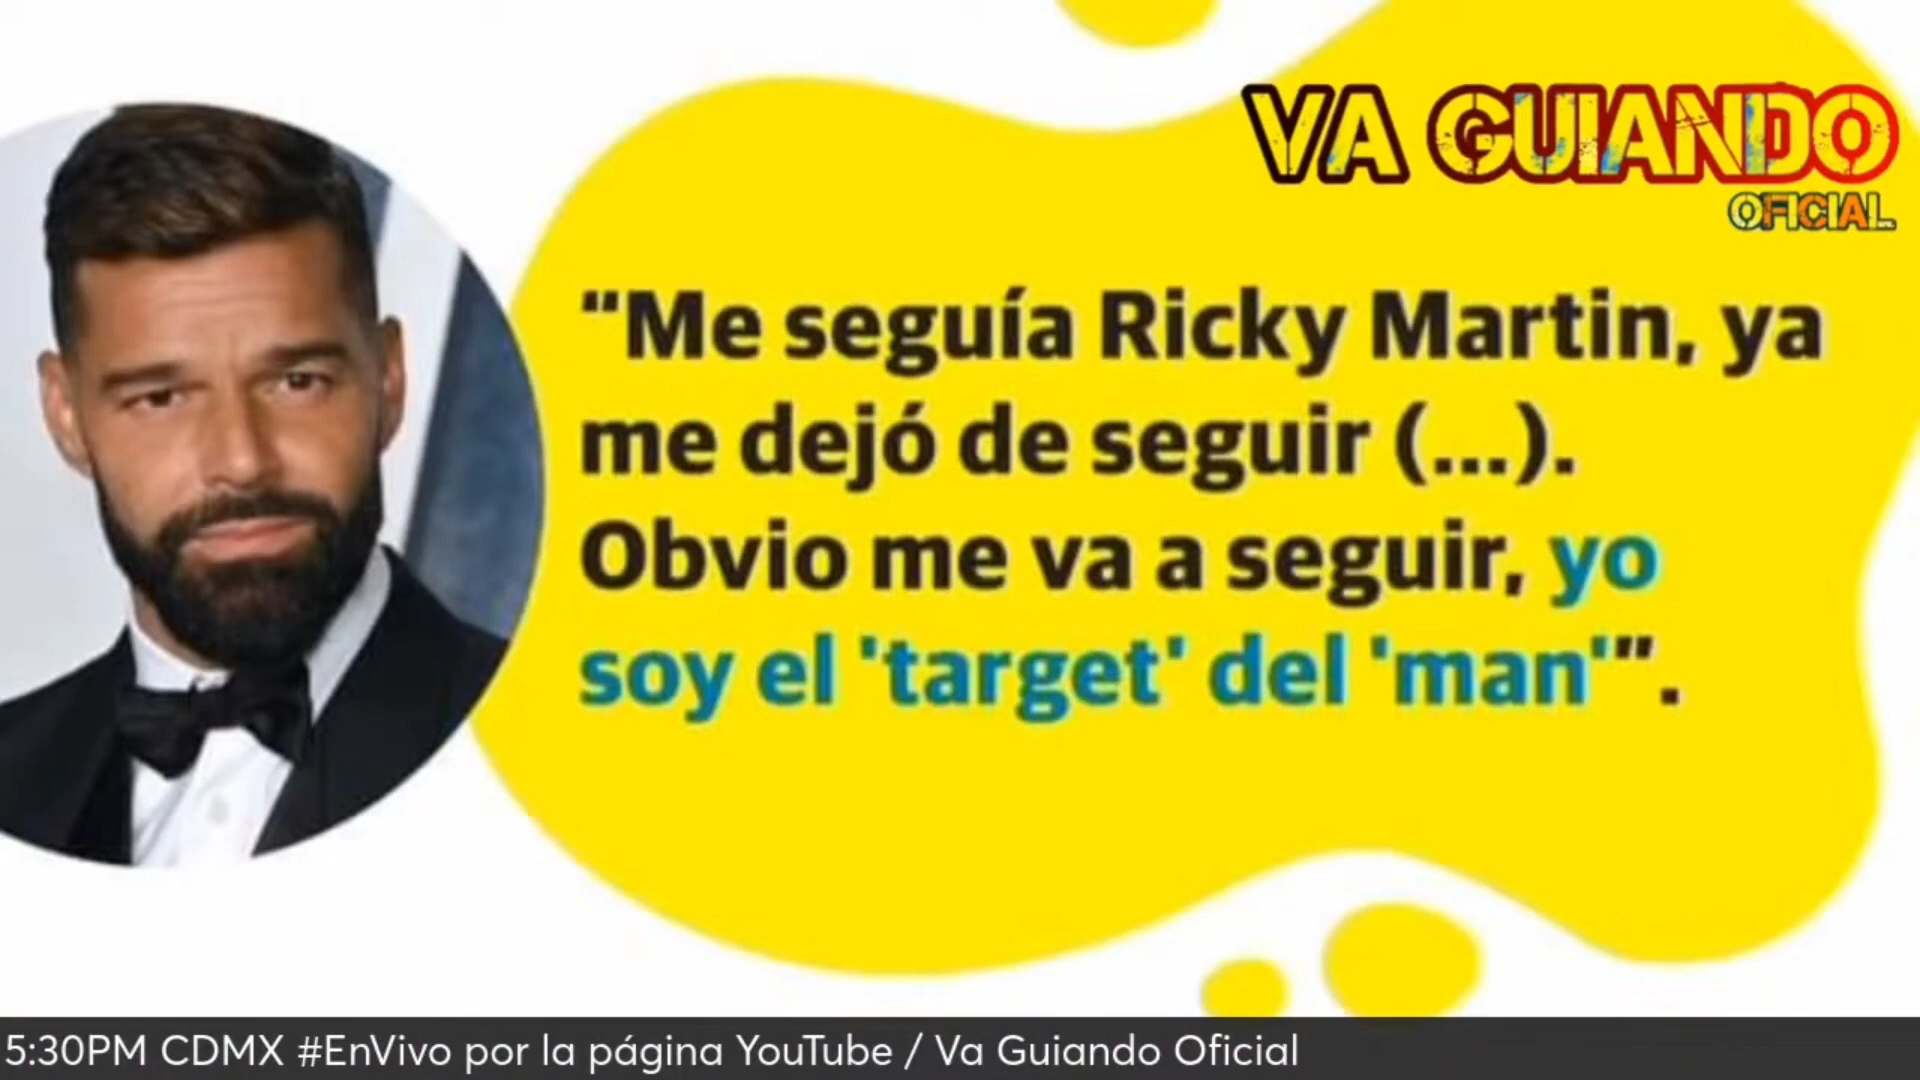 VA GUIANDO
OFICIAL
“Me seguía Ricky Martin, ya
me dejó de seguir (...).
Obvio me va a seguir, yo
soy el 'target' del 'man'”.
5:30PM CDMX #EnVivo por la página YouTube / Va Guiando Oficial